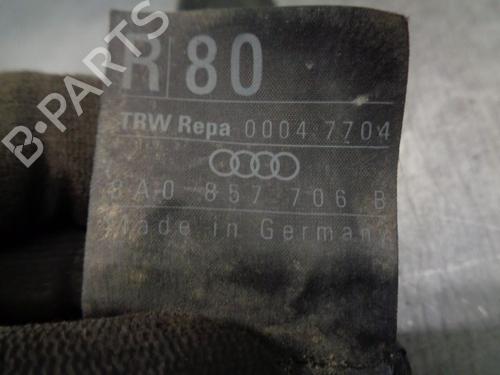 R 80
TRW Repa 0004 7704
8A0 857 706 B
Made in Germany
B-PARTS